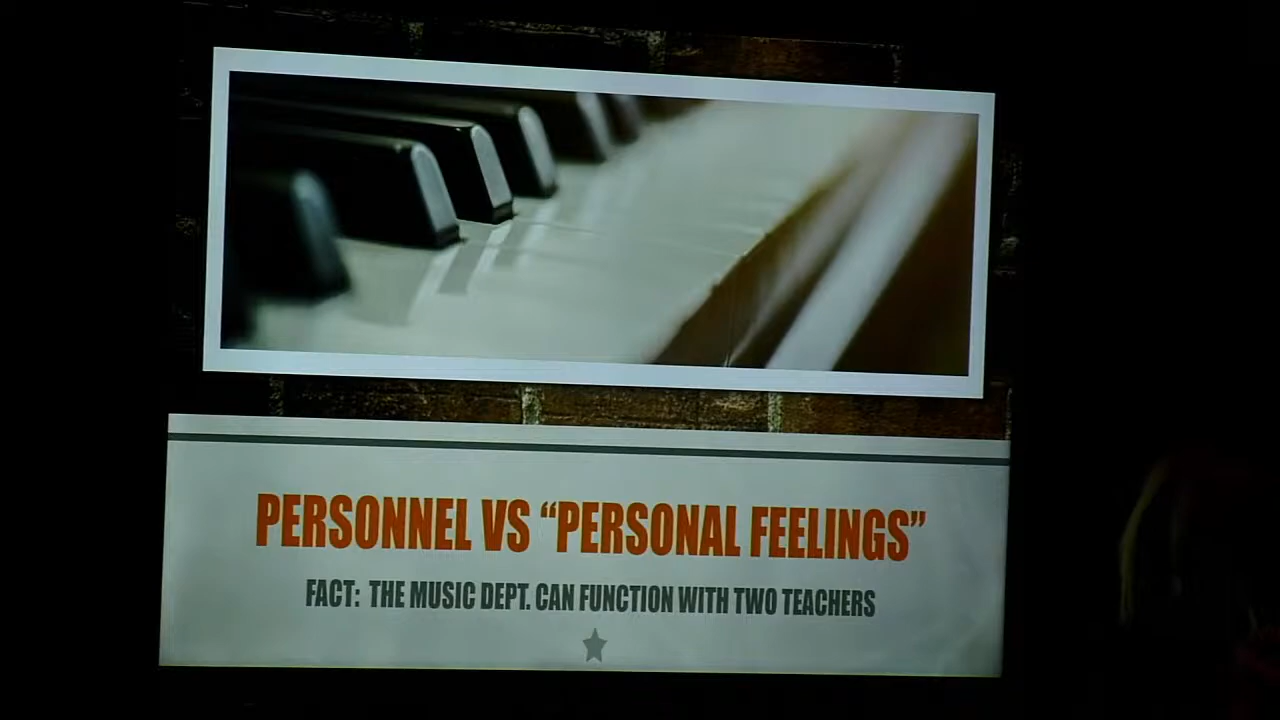 PERSONNEL VS “PERSONAL FEELINGS”
FACT: THE MUSIC DEPT. CAN FUNCTION WITH TWO TEACHERS